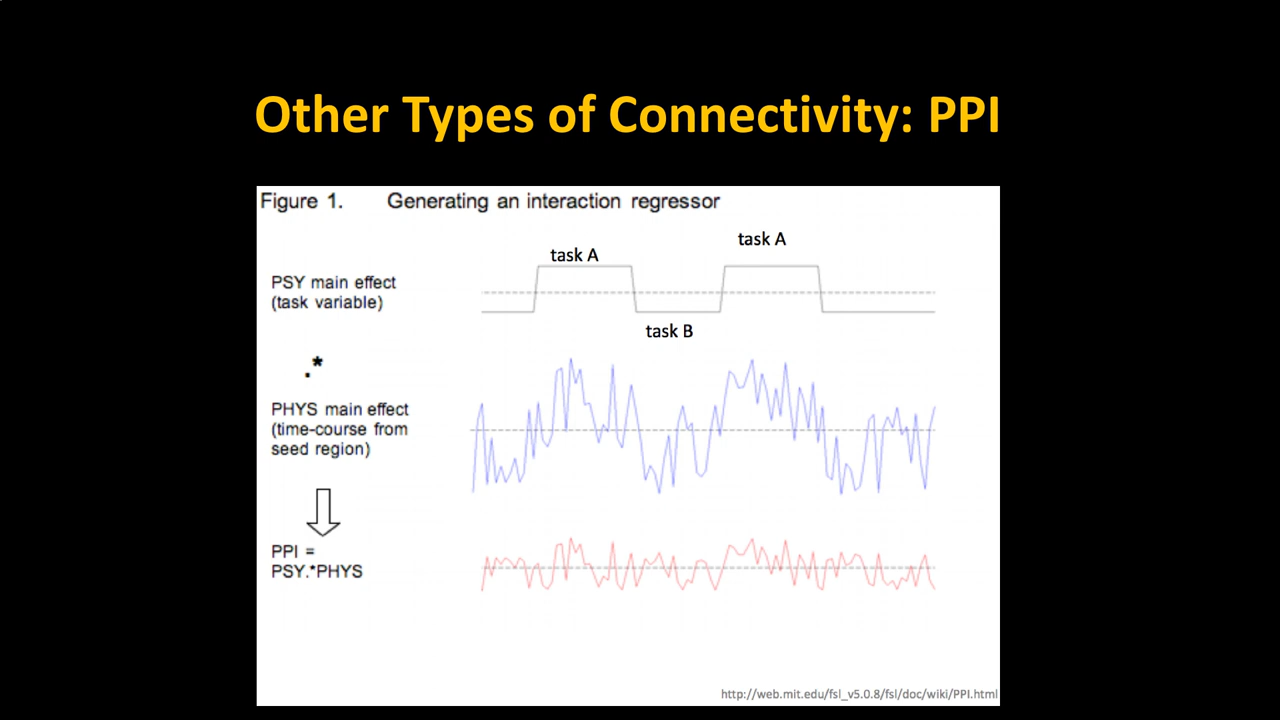 Other Types of Connectivity: PPI
Figure 1. Generating an interaction regressor
task A
task A
PSY main effect
(task variable)
task B
.*
PHYS main effect
(time-course from
seed region)
PPI =
PSY.*PHYS
http://web.mit.edu/fsl_v5.0.8/fsl/doc/wiki/PPI.html